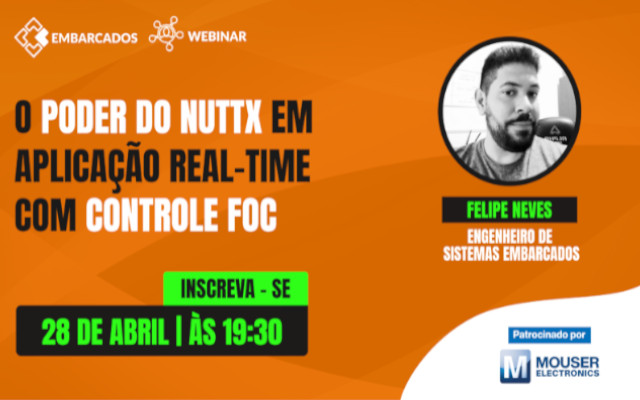 EMBARCADOS WEBINAR
O PODER DO NUTTX EM
APLICAÇÃO REAL-TIME
COM CONTROLE FOC
INSCREVA - SE
28 DE ABRIL | ÀS 19:30
FELIPE NEVES
ENGENHEIRO DE
SISTEMAS EMBARCADOS
Patrocinado por
M MOUSER
ELECTRONICS